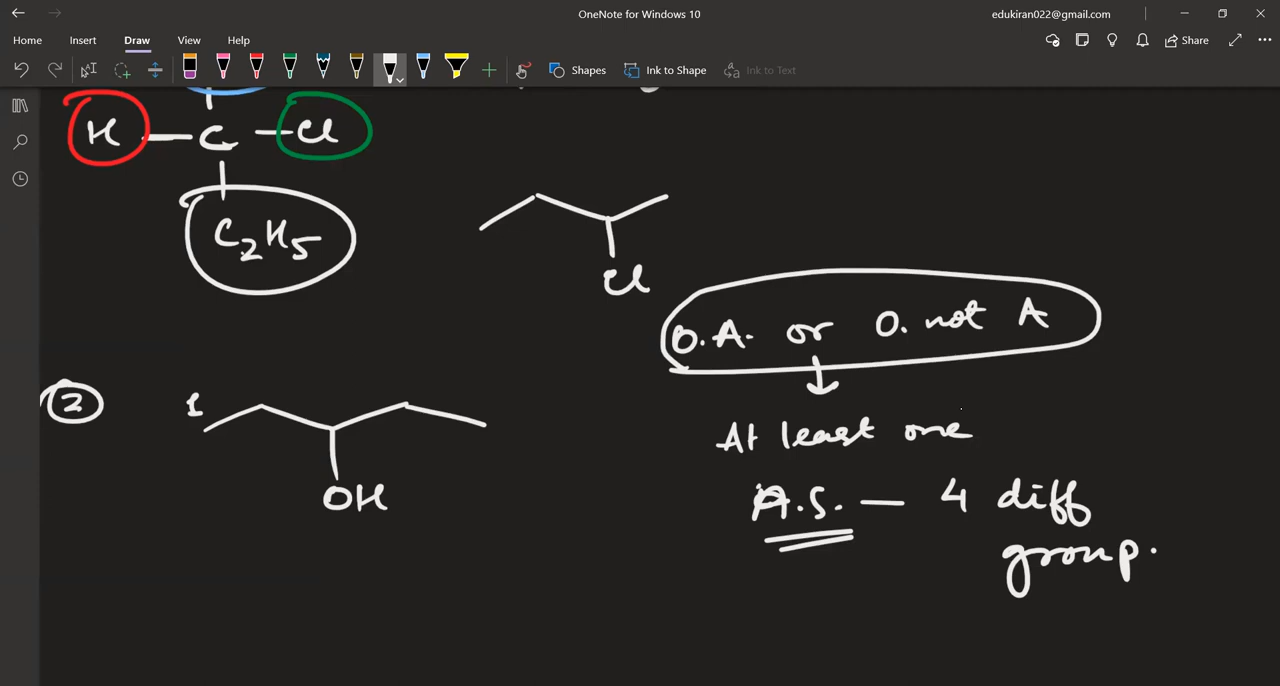 OneNote for Windows 10
edukiran022@gmail.com
Home Insert Draw View Help
Share
Shapes
Ink to Shape
Ink to Text
H — C — Cl
C2H5
Cl
O.A. or O. not A
2
1
At least one
OH
A.S. — 4 diff
group.